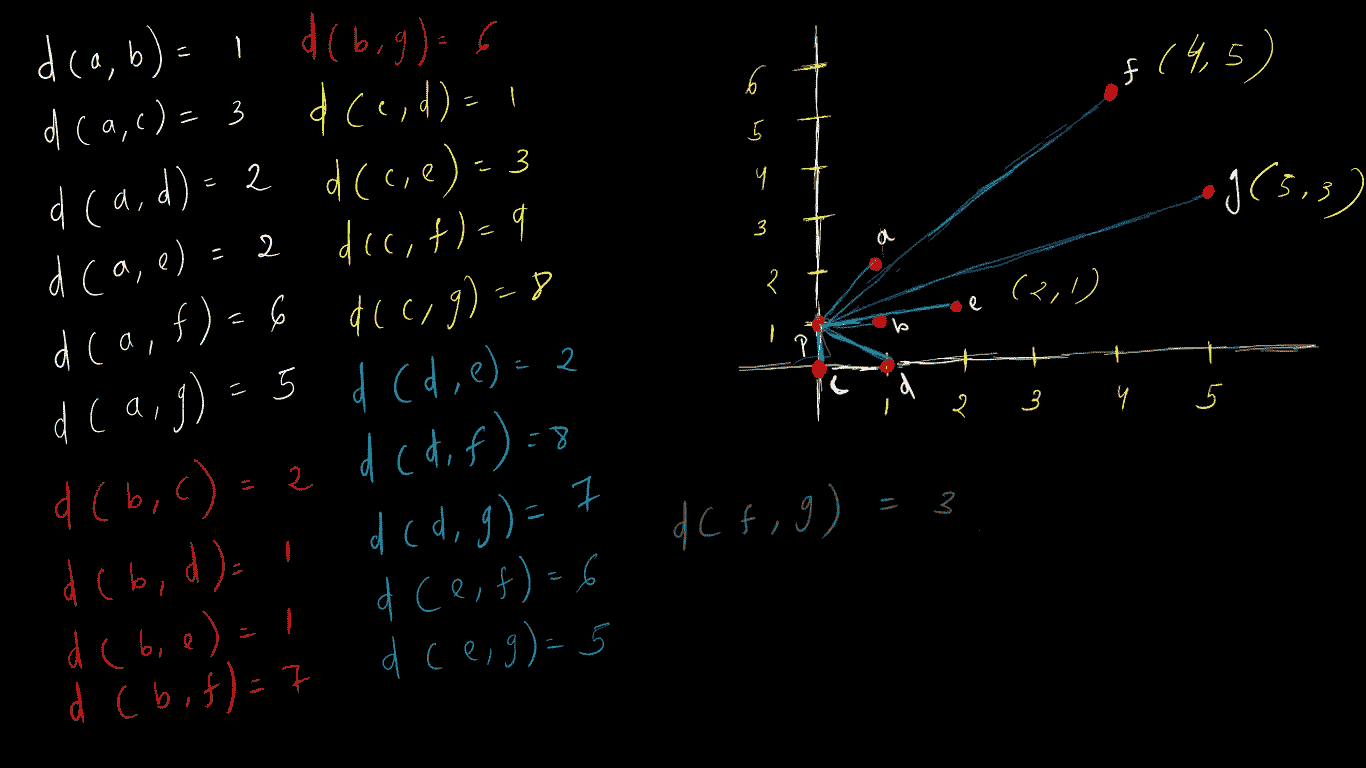 d(a,b) = 1
d(a,c) = 3
d(a,d) = 2
d(a,e) = 2
d(a,f) = 6
d(a,g) = 5
d(b,c) = 2
d(b,d) = 1
d(b,e) = 1
d(b,f) = 7
d(b,g) = 6
d(c,d) = 1
d(c,e) = 3
d(c,f) = 9
d(c,g) = 8
d(d,e) = 2
d(d,f) = 8
d(d,g) = 7
d(e,f) = 6
d(e,g) = 5
6
5
4
3
2
1
f (4,5)
g (5,3)
a
e (2,1)
b
P
c
d
1 2 3 4 5
d(f,g) = 3